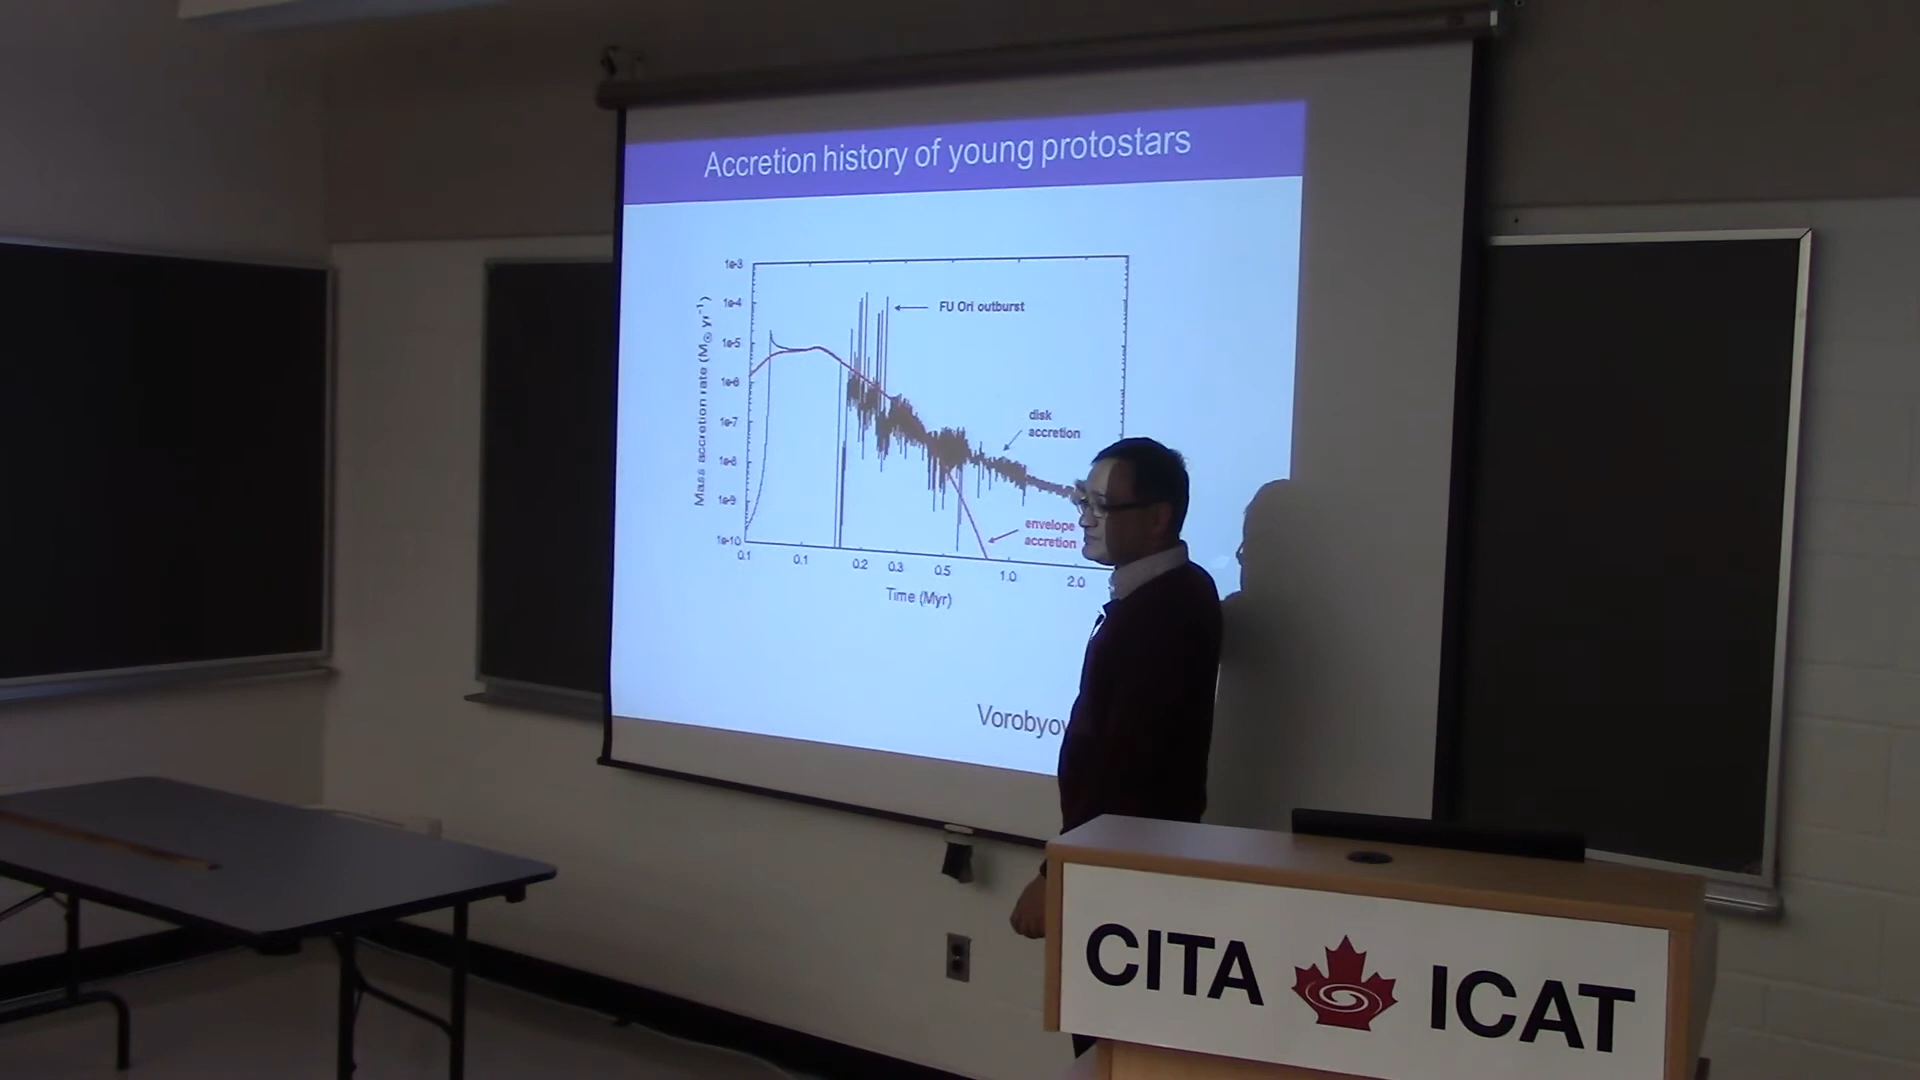 Accretion history of young protostars
1e-3
1e-4
1e-5
1e-6
1e-7
1e-8
1e-9
1e-10
Mass accretion rate (M☉ yr⁻¹)
FU Ori outburst
disk
accretion
envelope
accretion
0.1
0.1
0.2
0.3
0.5
1.0
2.0
Time (Myr)
Vorobyov
CITA ICAT